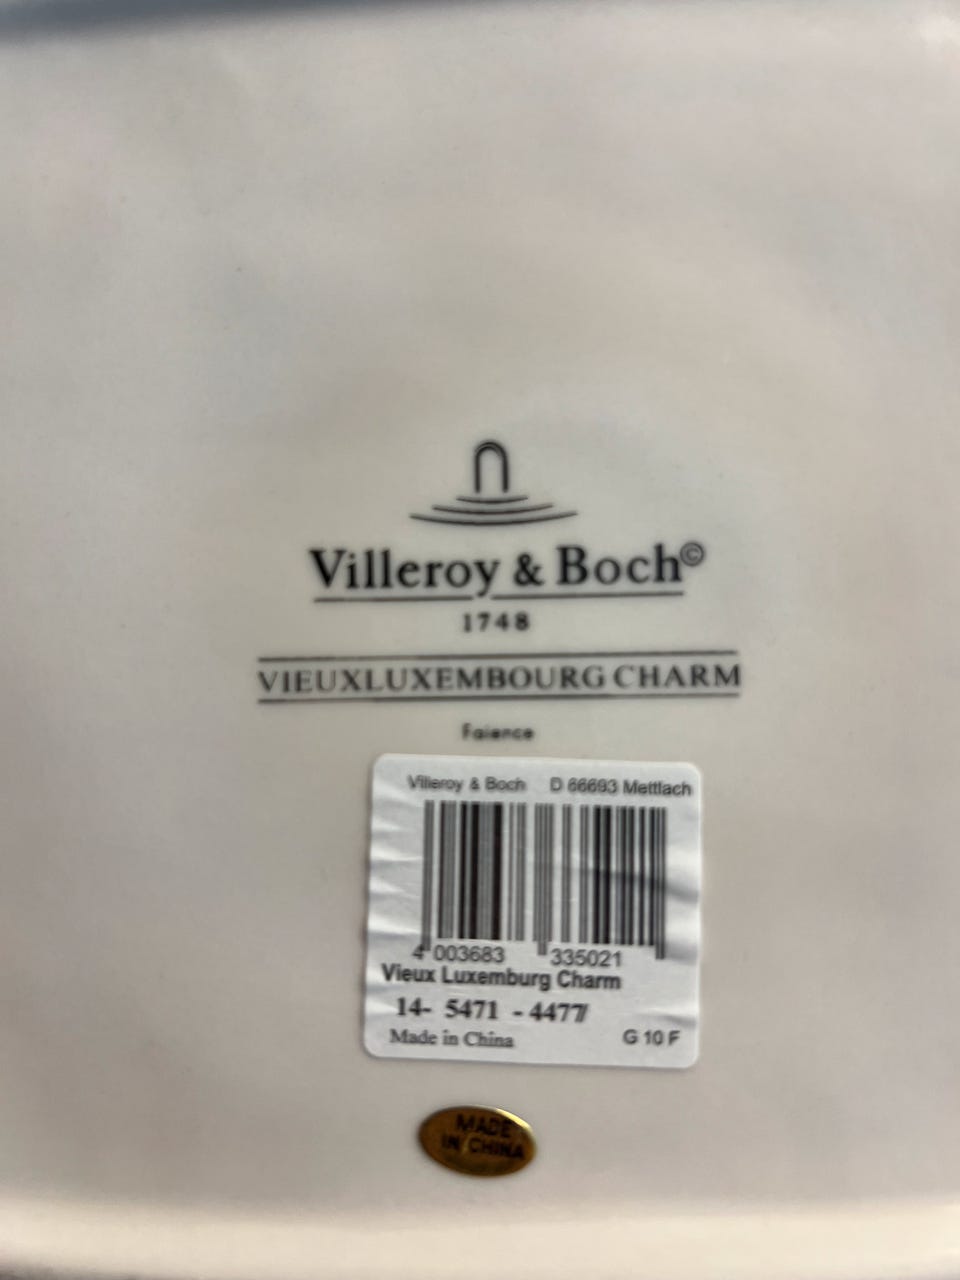 Villeroy & Boch©
1748
VIEUXLUXEMBOURG CHARM
Faience
Villeroy & Boch D 66693 Mettlach
4 003683 335021
Vieux Luxemburg Charm
14- 5471 - 4477
Made in China G 10 F
MADE
IN CHINA